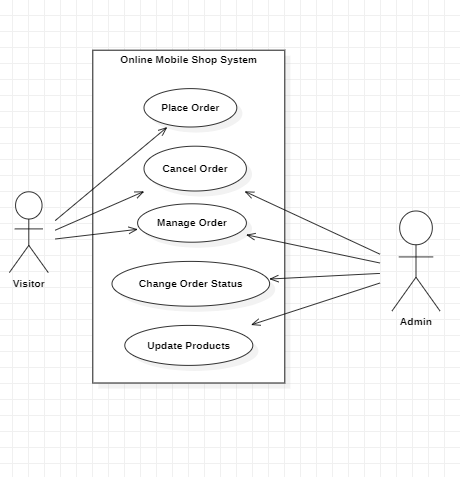 Online Mobile Shop System
Place Order
Cancel Order
Manage Order
Change Order Status
Update Products
Visitor
Admin